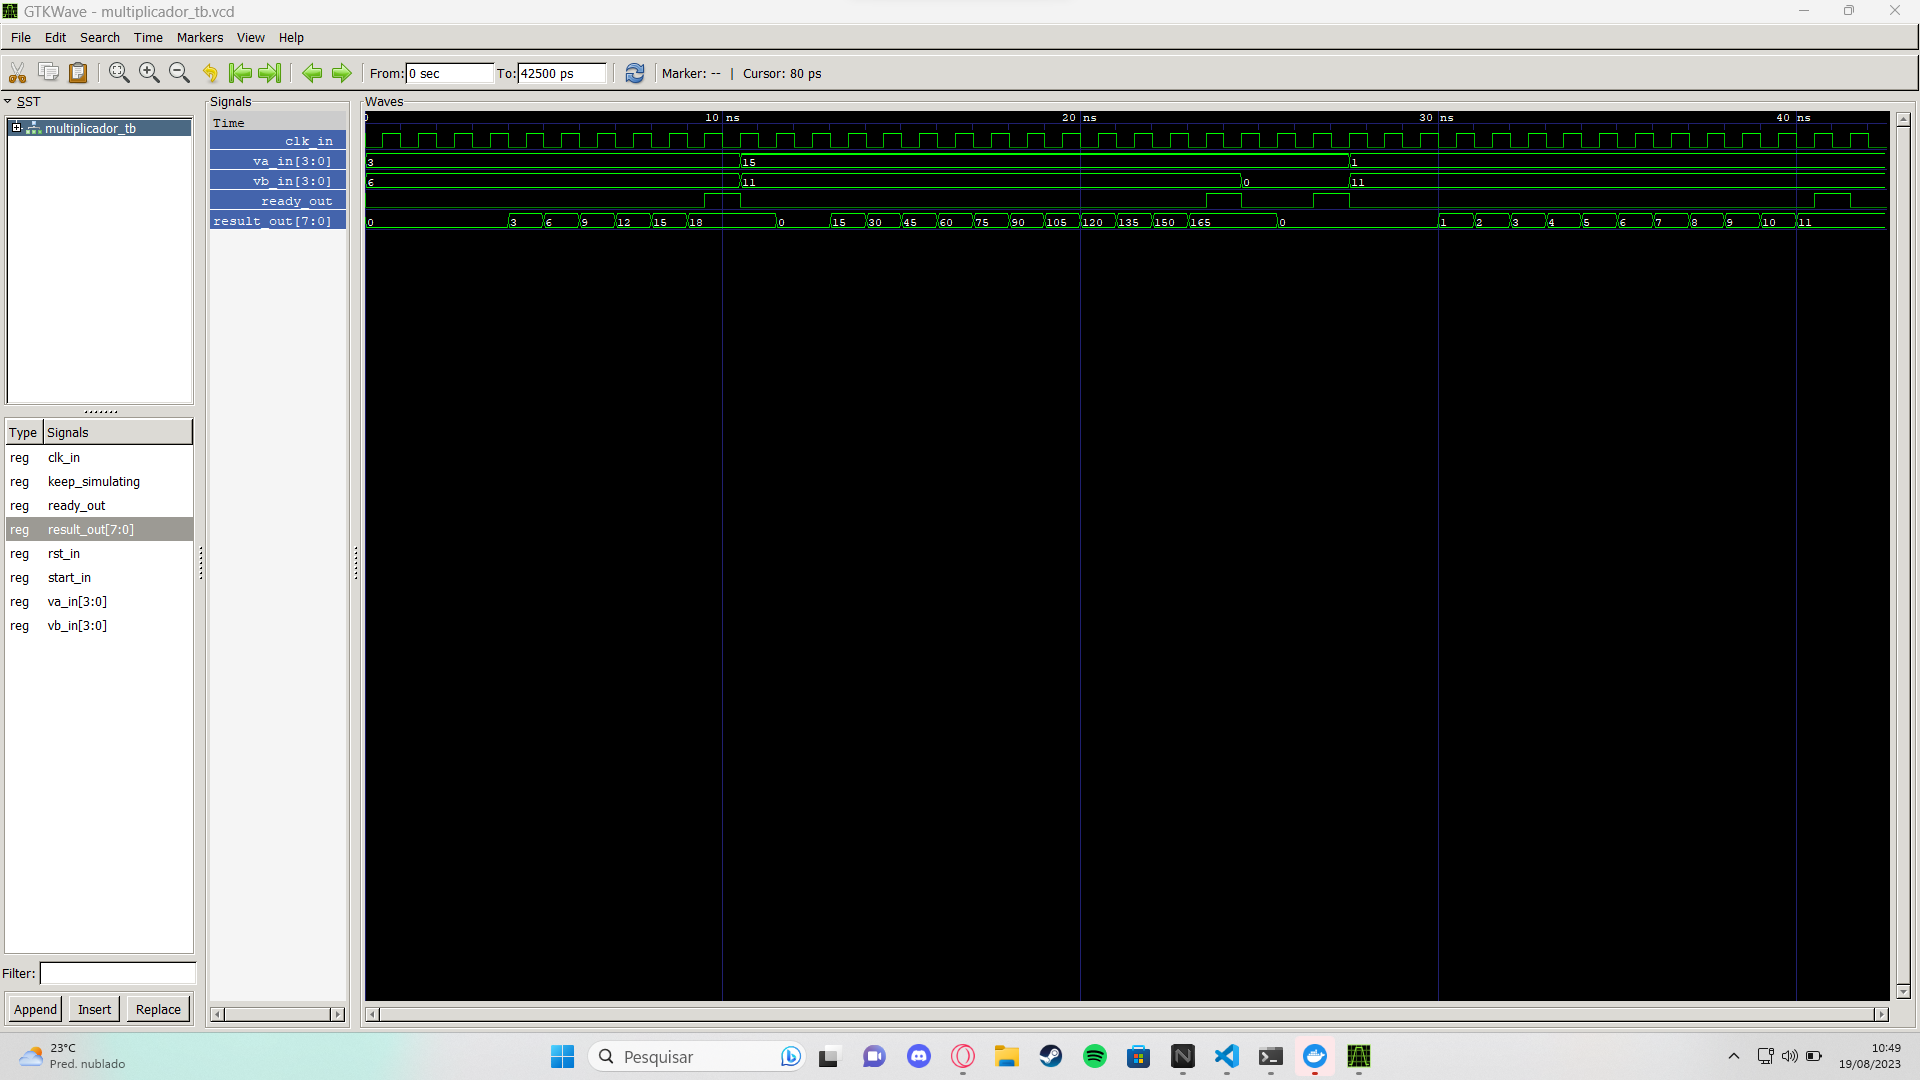 GTKWave - multiplicador_tb.vcd
File Edit Search Time Markers View Help
From: 0 sec To: 42500 ps Marker: -- | Cursor: 80 ps
SST
multiplicador_tb
Type Signals
reg clk_in
reg keep_simulating
reg ready_out
reg result_out[7:0]
reg rst_in
reg start_in
reg va_in[3:0]
reg vb_in[3:0]
Filter:
Append Insert Replace
Signals
Time
clk_in
va_in[3:0]
vb_in[3:0]
ready_out
result_out[7:0]
Waves
0 10 ns 20 ns 30 ns 40 ns
3 15 1
6 11 0 11
0 3 6 9 12 15 18 0 15 30 45 60 75 90 105 120 135 150 165 0 1 2 3 4 5 6 7 8 9 10 11
23°C
Pred. nublado
Pesquisar
10:49
19/08/2023